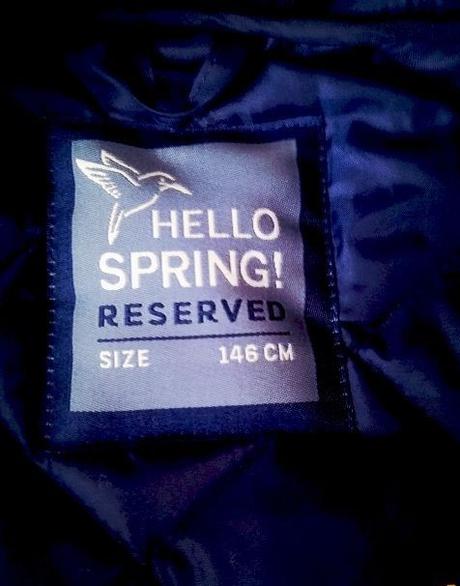 HELLO
SPRING!
RESERVED
SIZE 146 CM